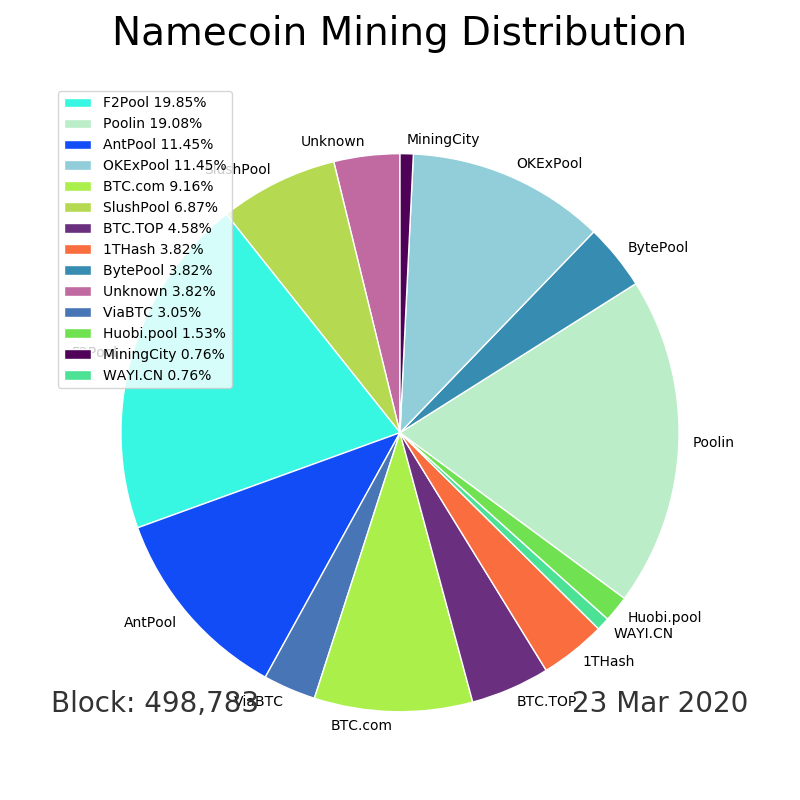 Namecoin Mining Distribution
F2Pool 19.85%
Poolin 19.08%
AntPool 11.45%
OKExPool 11.45%
BTC.com 9.16%
SlushPool 6.87%
BTC.TOP 4.58%
1THash 3.82%
BytePool 3.82%
Unknown 3.82%
ViaBTC 3.05%
Huobi.pool 1.53%
MiningCity 0.76%
WAYI.CN 0.76%
SlushPool
Unknown
MiningCity
OKExPool
BytePool
F2Pool
Poolin
Huobi.pool
WAYI.CN
1THash
BTC.TOP
BTC.com
ViaBTC
AntPool
Block: 498,783
23 Mar 2020